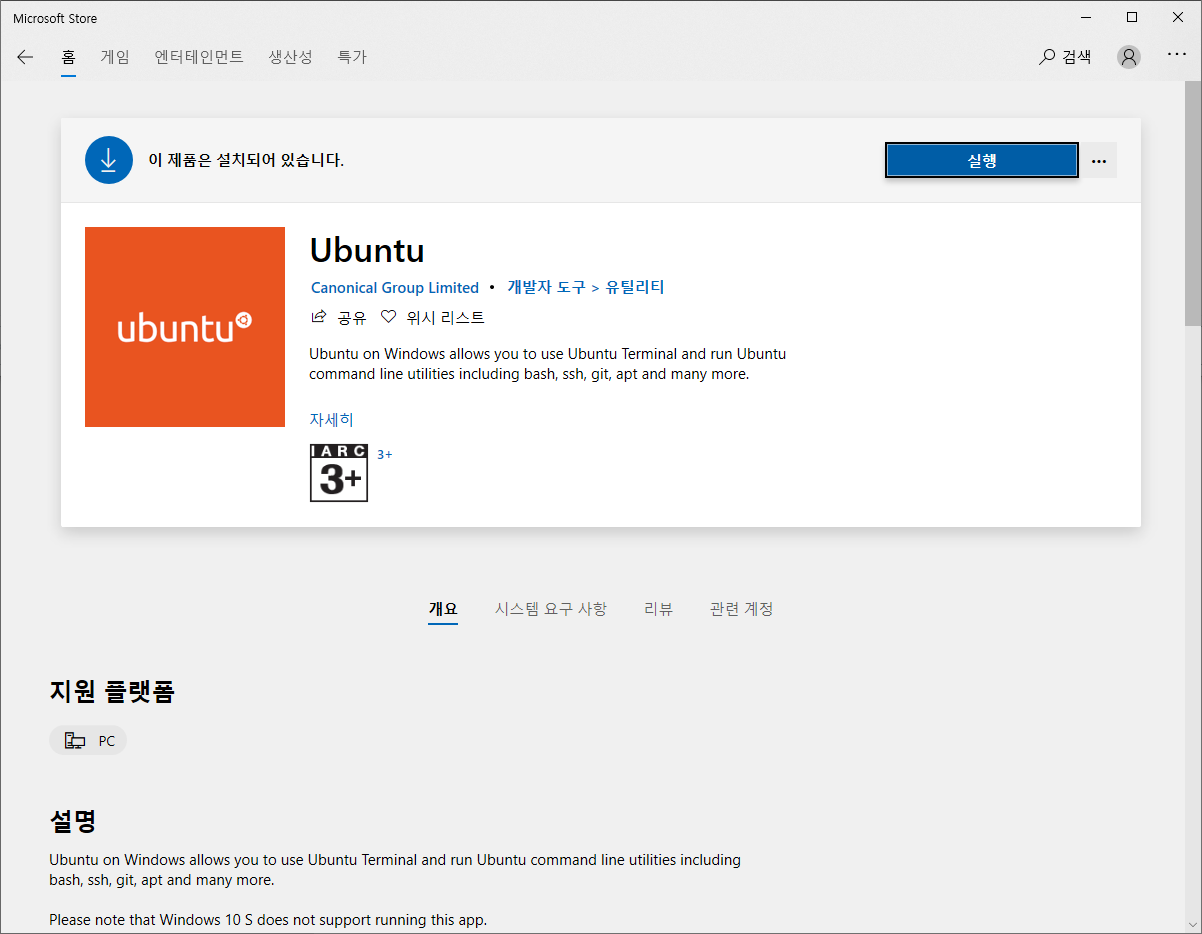 Microsoft Store
홈 게임 엔터테인먼트 생산성 특가 검색
이 제품은 설치되어 있습니다. 실행
ubuntu
Ubuntu
Canonical Group Limited • 개발자 도구 > 유틸리티
공유 위시 리스트
Ubuntu on Windows allows you to use Ubuntu Terminal and run Ubuntu
command line utilities including bash, ssh, git, apt and many more.
자세히
IARC
3+
3+
개요 시스템 요구 사항 리뷰 관련 계정
지원 플랫폼
PC
설명
Ubuntu on Windows allows you to use Ubuntu Terminal and run Ubuntu command line utilities including
bash, ssh, git, apt and many more.
Please note that Windows 10 S does not support running this app.